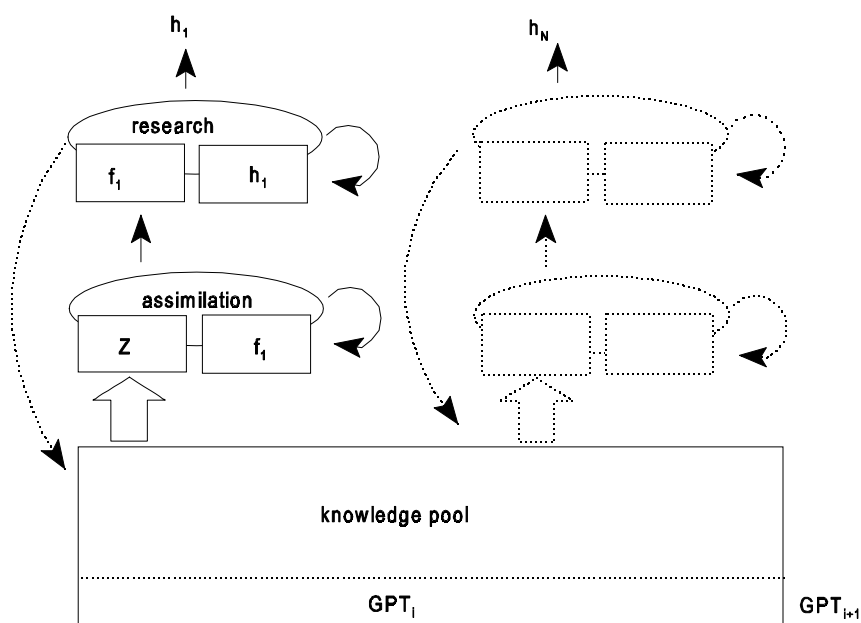 h1 hN
research
f1 h1
assimilation
Z f1
knowledge pool
GPTi GPTi+1